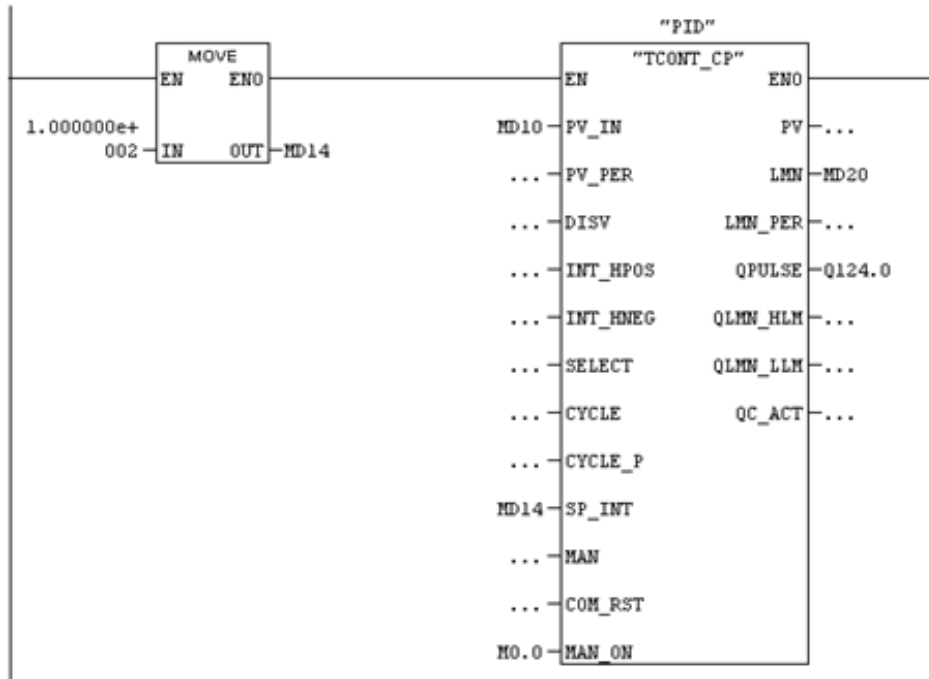 "PID"
MOVE
"TCONT_CP"
EN ENO
EN ENO
1.000000e+
MD10 PV_IN PV ...
002 IN OUT MD14
... PV_PER LMN MD20
... DISV LMN_PER ...
... INT_HPOS QPULSE Q124.0
... INT_HNEG QLMN_HLM ...
... SELECT QLMN_LLM ...
... CYCLE QC_ACT ...
... CYCLE_P
MD14 SP_INT
... MAN
... COM_RST
M0.0 MAN_ON